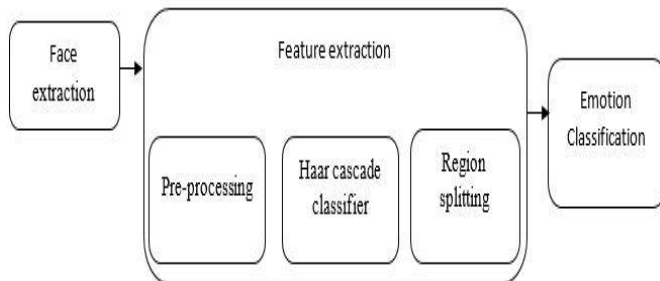 Face
extraction
Feature extraction
Pre-processing
Haar cascade
classifier
Region
splitting
Emotion
Classification